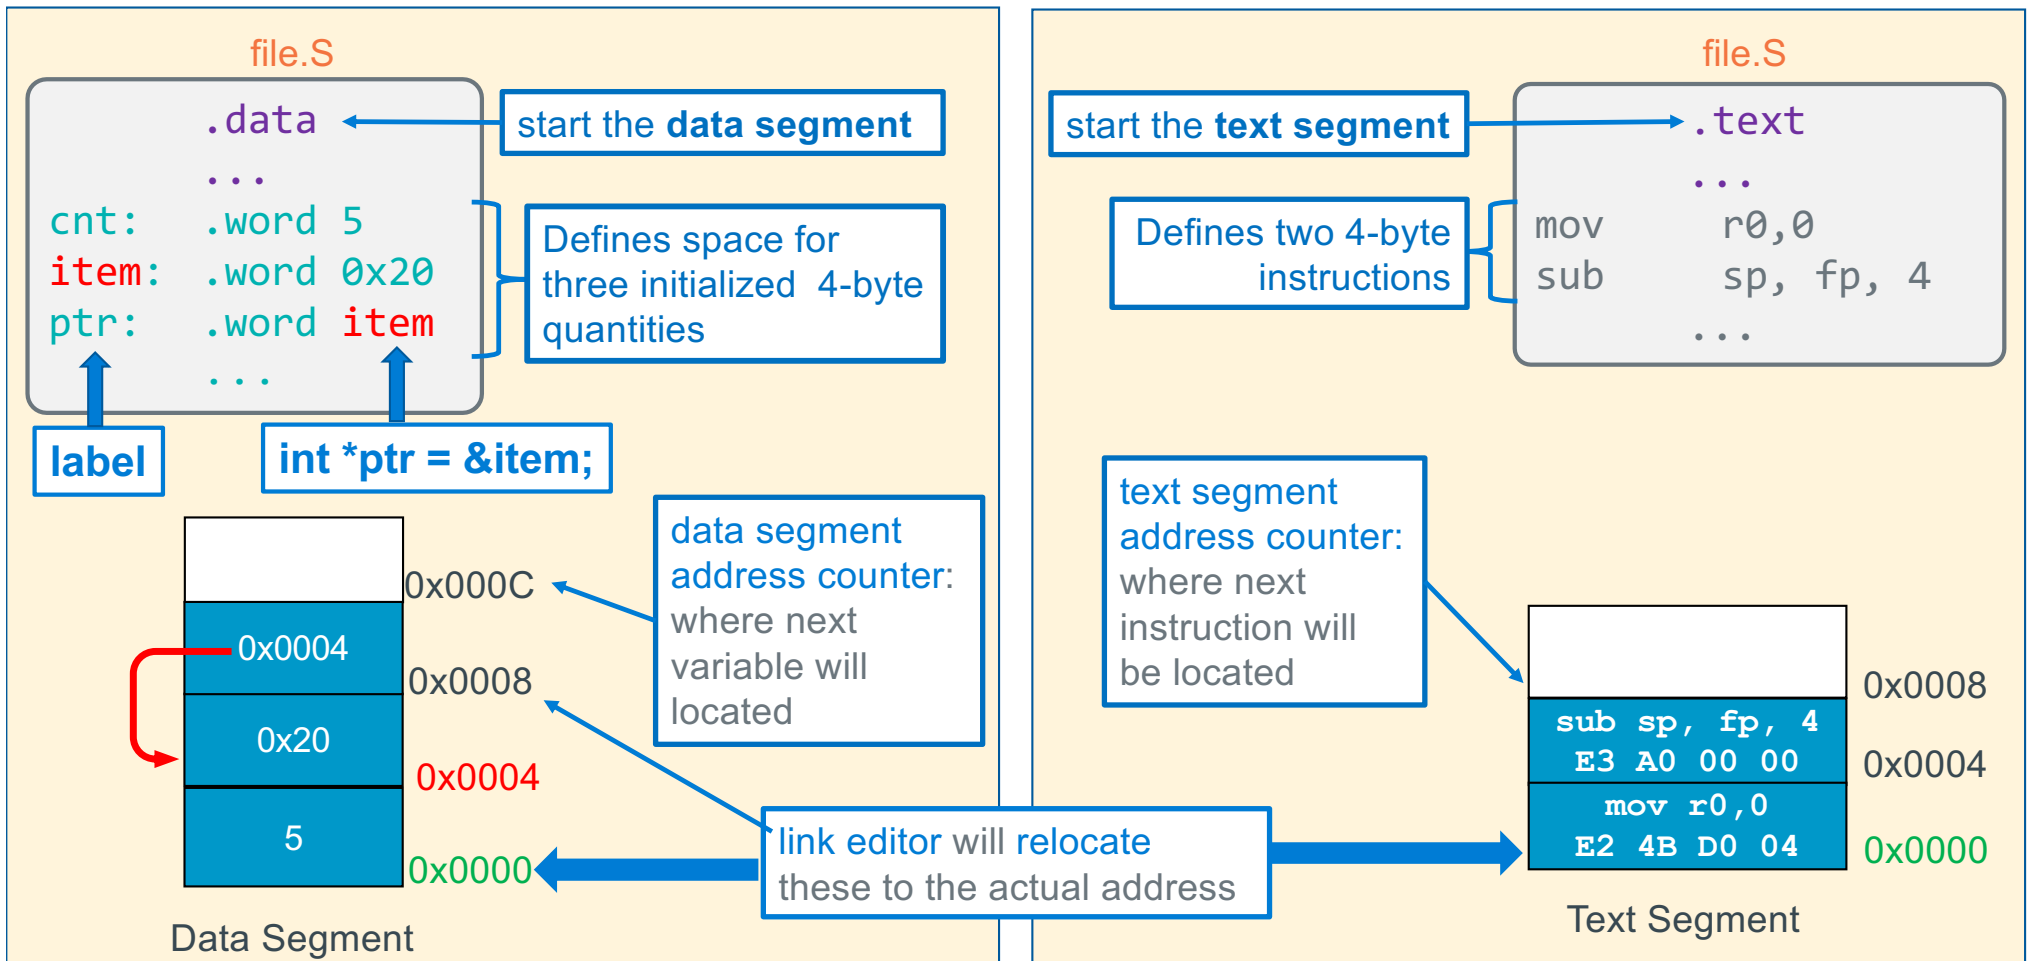 file.S
.data
start the data segment
...
cnt: .word 5
item: .word 0x20
ptr: .word item
...
Defines space for
three initialized 4-byte
quantities
label
int *ptr = &item;
data segment
address counter:
where next
variable will
located
0x000C
0x0004
0x0008
0x20
0x0004
5
0x0000
Data Segment
link editor will relocate
these to the actual address
file.S
start the text segment
.text
...
Defines two 4-byte
instructions
mov r0,0
sub sp, fp, 4
...
text segment
address counter:
where next
instruction will
be located
0x0008
sub sp, fp, 4
E3 A0 00 00
0x0004
mov r0,0
E2 4B D0 04
0x0000
Text Segment